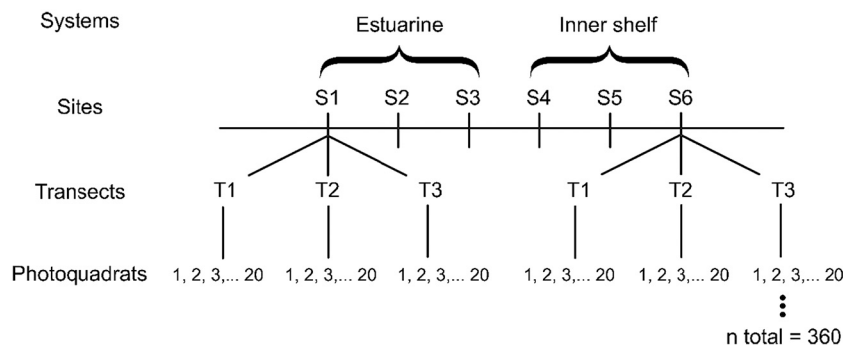 Systems Estuarine Inner shelf
Sites S1 S2 S3 S4 S5 S6
Transects T1 T2 T3 T1 T2 T3
Photoquadrats 1, 2, 3,... 20 1, 2, 3,... 20 1, 2, 3,... 20 1, 2, 3,... 20 1, 2, 3,... 20 1, 2, 3,... 20
n total = 360